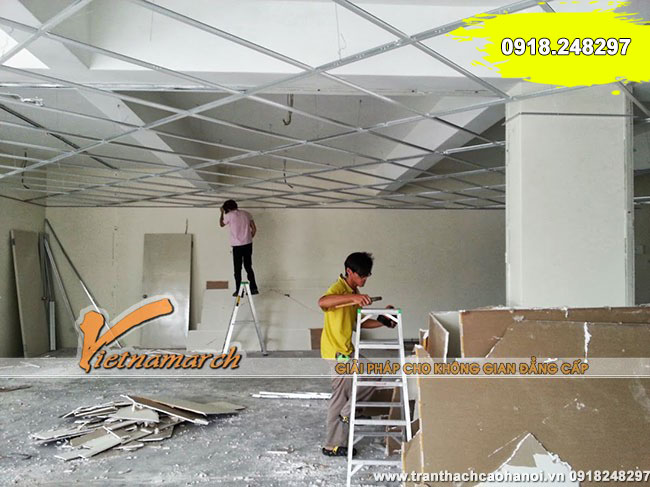 0918.248297
Vietnamarch
GIẢI PHÁP CHO KHÔNG GIAN ĐẲNG CẤP
www.tranthachcaohanoi.vn 0918248297